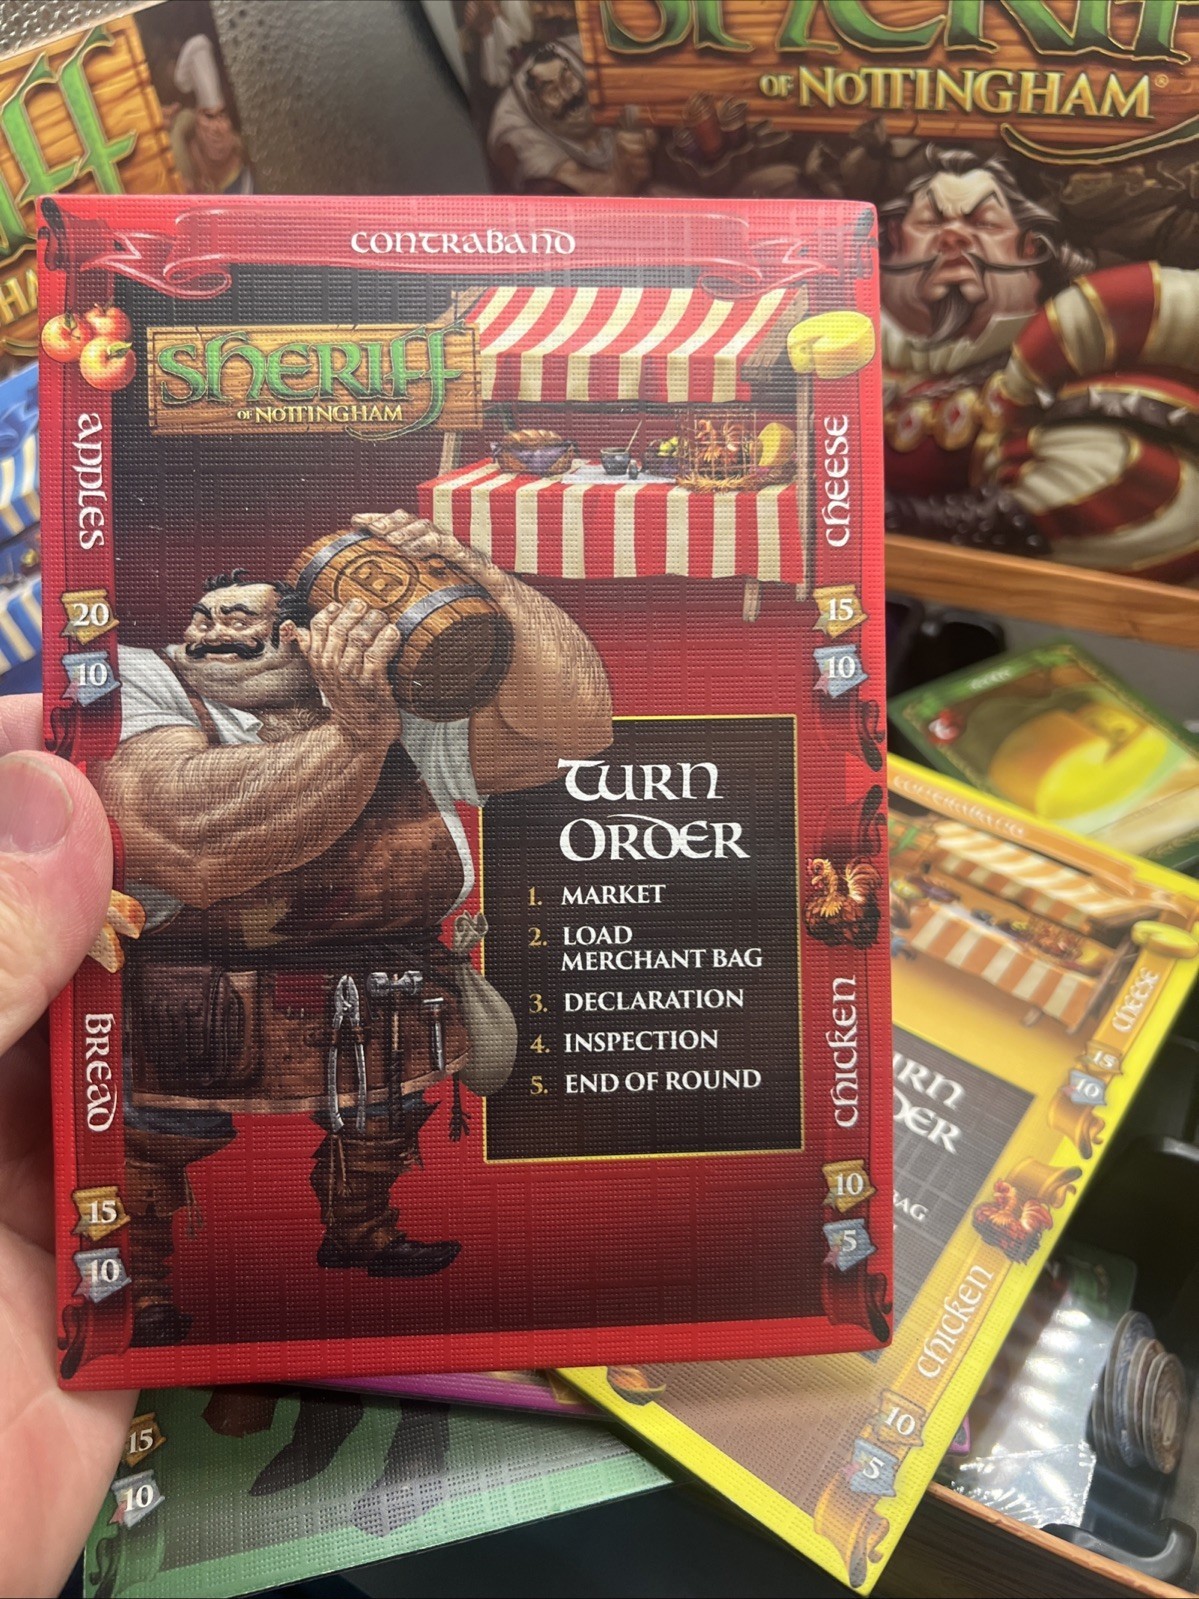 OF NOTTINGHAM®
CONTRABAND
SHERIFF
OF NOTTINGHAM
APPLES
20
10
CHEESE
15
10
B
TURN
ORDER
1. MARKET
2. LOAD
MERCHANT BAG
3. DECLARATION
4. INSPECTION
5. END OF ROUND
BREAD
15
10
CHICKEN
10
5
CHEESE
15
10
BAG
CHICKEN
10
5
15
10